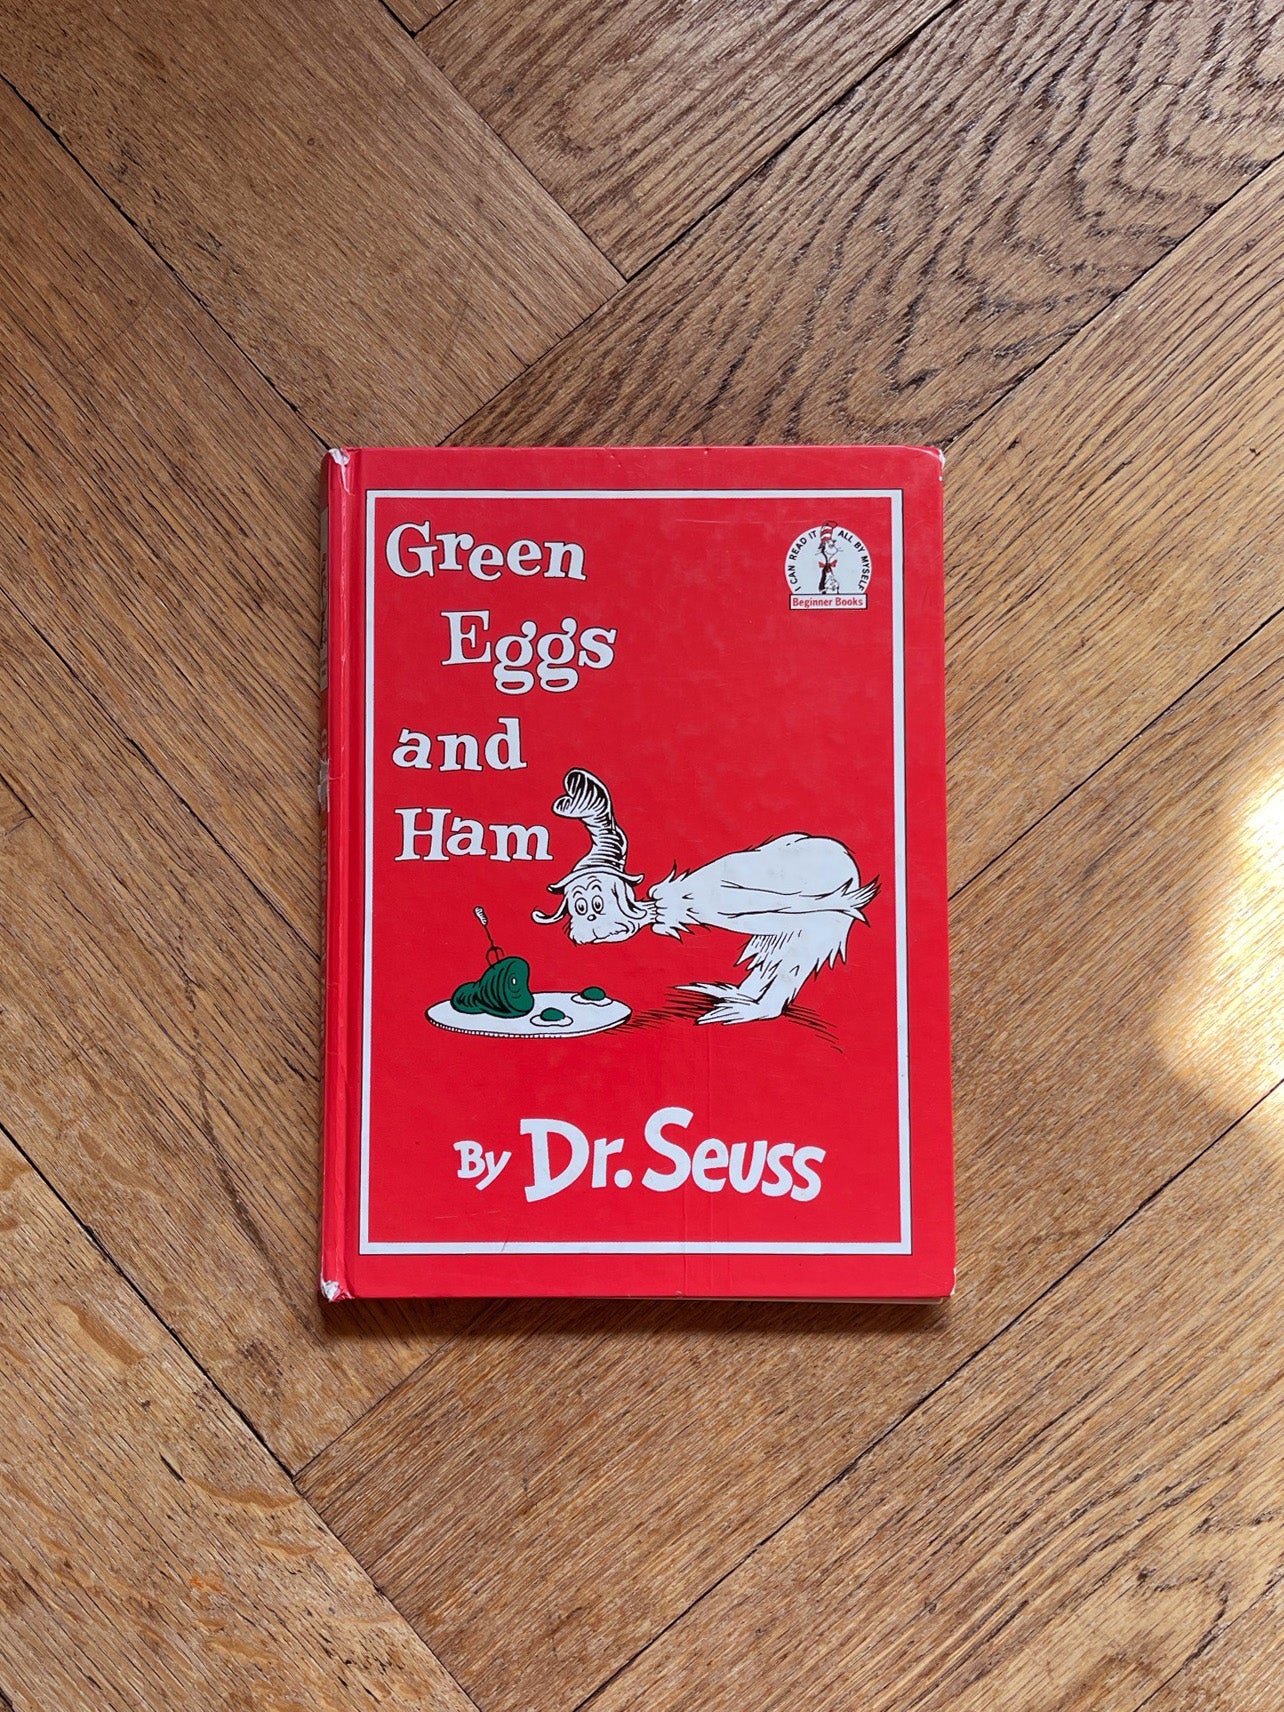 Green
Eggs
and
Ham
I CAN READ IT ALL BY MYSELF
Beginner Books
By Dr. Seuss